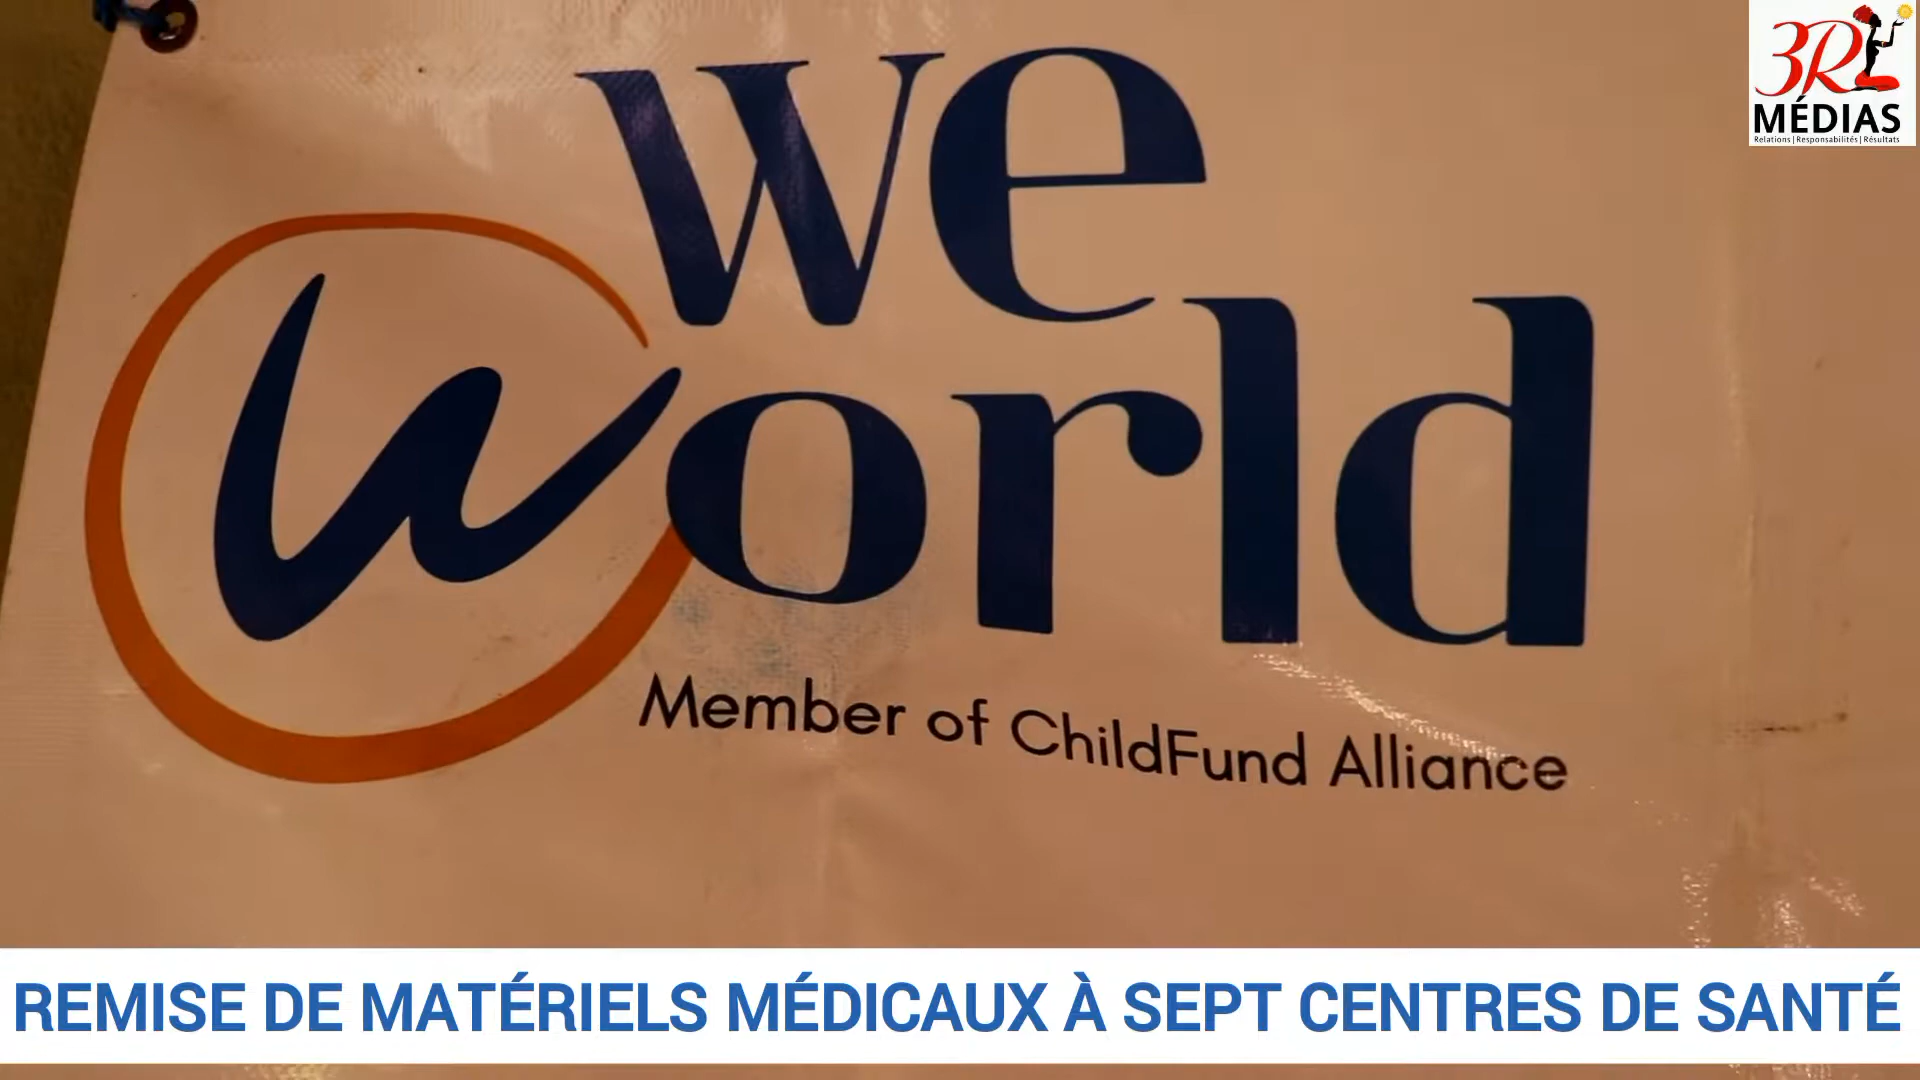 3R
MÉDIAS
Relations | Responsabilités | Résultats
we
world
Member of ChildFund Alliance
REMISE DE MATÉRIELS MÉDICAUX À SEPT CENTRES DE SANTÉ